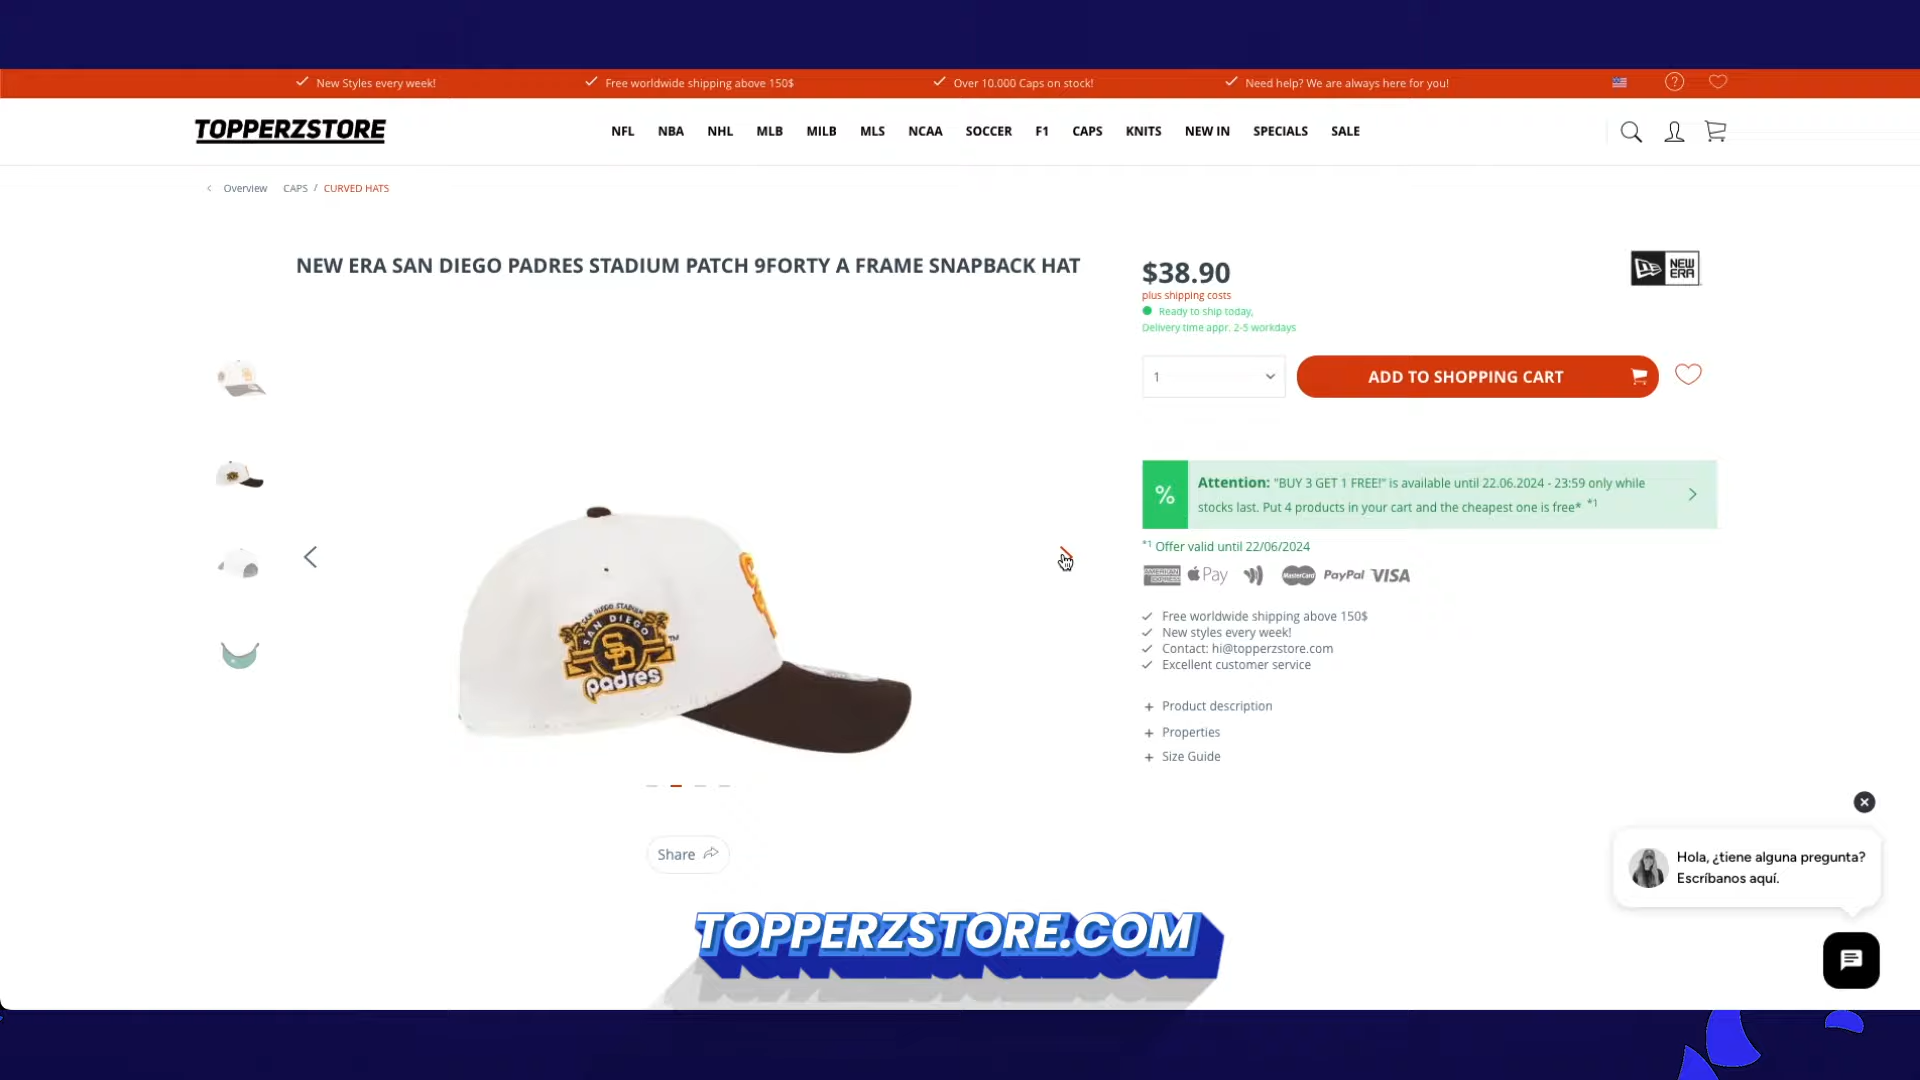 New Styles every week!
Free worldwide shipping above 150$
Over 10.000 Caps on stock!
Need help? We are always here for you!
TOPPERZSTORE
NFL NBA NHL MLB MILB MLS NCAA SOCCER F1 CAPS KNITS NEW IN SPECIALS SALE
Overview CAPS / CURVED HATS
NEW ERA SAN DIEGO PADRES STADIUM PATCH 9FORTY A FRAME SNAPBACK HAT
$38.90
NEW ERA
plus shipping costs
Ready to ship today,
Delivery time appr. 2-5 workdays
1
ADD TO SHOPPING CART
% Attention: "BUY 3 GET 1 FREE!" is available until 22.06.2024 - 23:59 only while
stocks last. Put 4 products in your cart and the cheapest one is free* *1
*1 Offer valid until 22/06/2024
AMERICAN EXPRESS Pay MasterCard PayPal VISA
Free worldwide shipping above 150$
New styles every week!
Contact: hi@topperzstore.com
Excellent customer service
+ Product description
+ Properties
+ Size Guide
SAN DIEGO STADIUM
SAN DIEGO
SD
padres
TM
Share
Hola, ¿tiene alguna pregunta?
Escríbanos aquí.
TOPPERZSTORE.COM